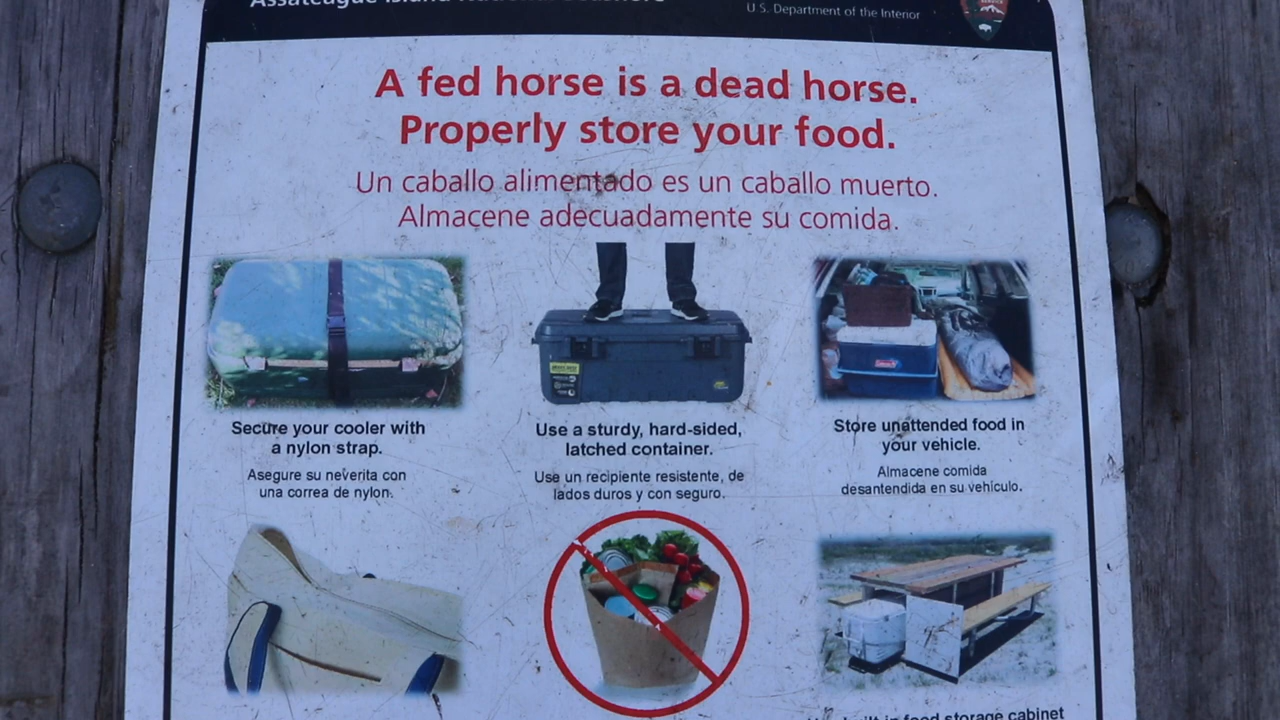 Assateague Island National Seashore
U.S. Department of the Interior
A fed horse is a dead horse.
Properly store your food.
Un caballo alimentado es un caballo muerto.
Almacene adecuadamente su comida.
Secure your cooler with
a nylon strap.
Asegure su neverita con
una correa de nylon.
Use a sturdy, hard-sided,
latched container.
Use un recipiente resistente, de
lados duros y con seguro.
Store unattended food in
your vehicle.
Almacene comida
desantendida en su vehículo.
Coleman
built-in food storage cabinet